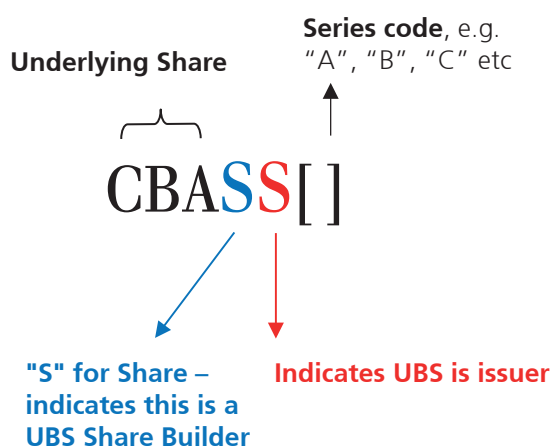 Series code, e.g.
“A”, “B”, “C” etc
Underlying Share
CBASS[ ]
"S" for Share –
indicates this is a
UBS Share Builder
Indicates UBS is issuer